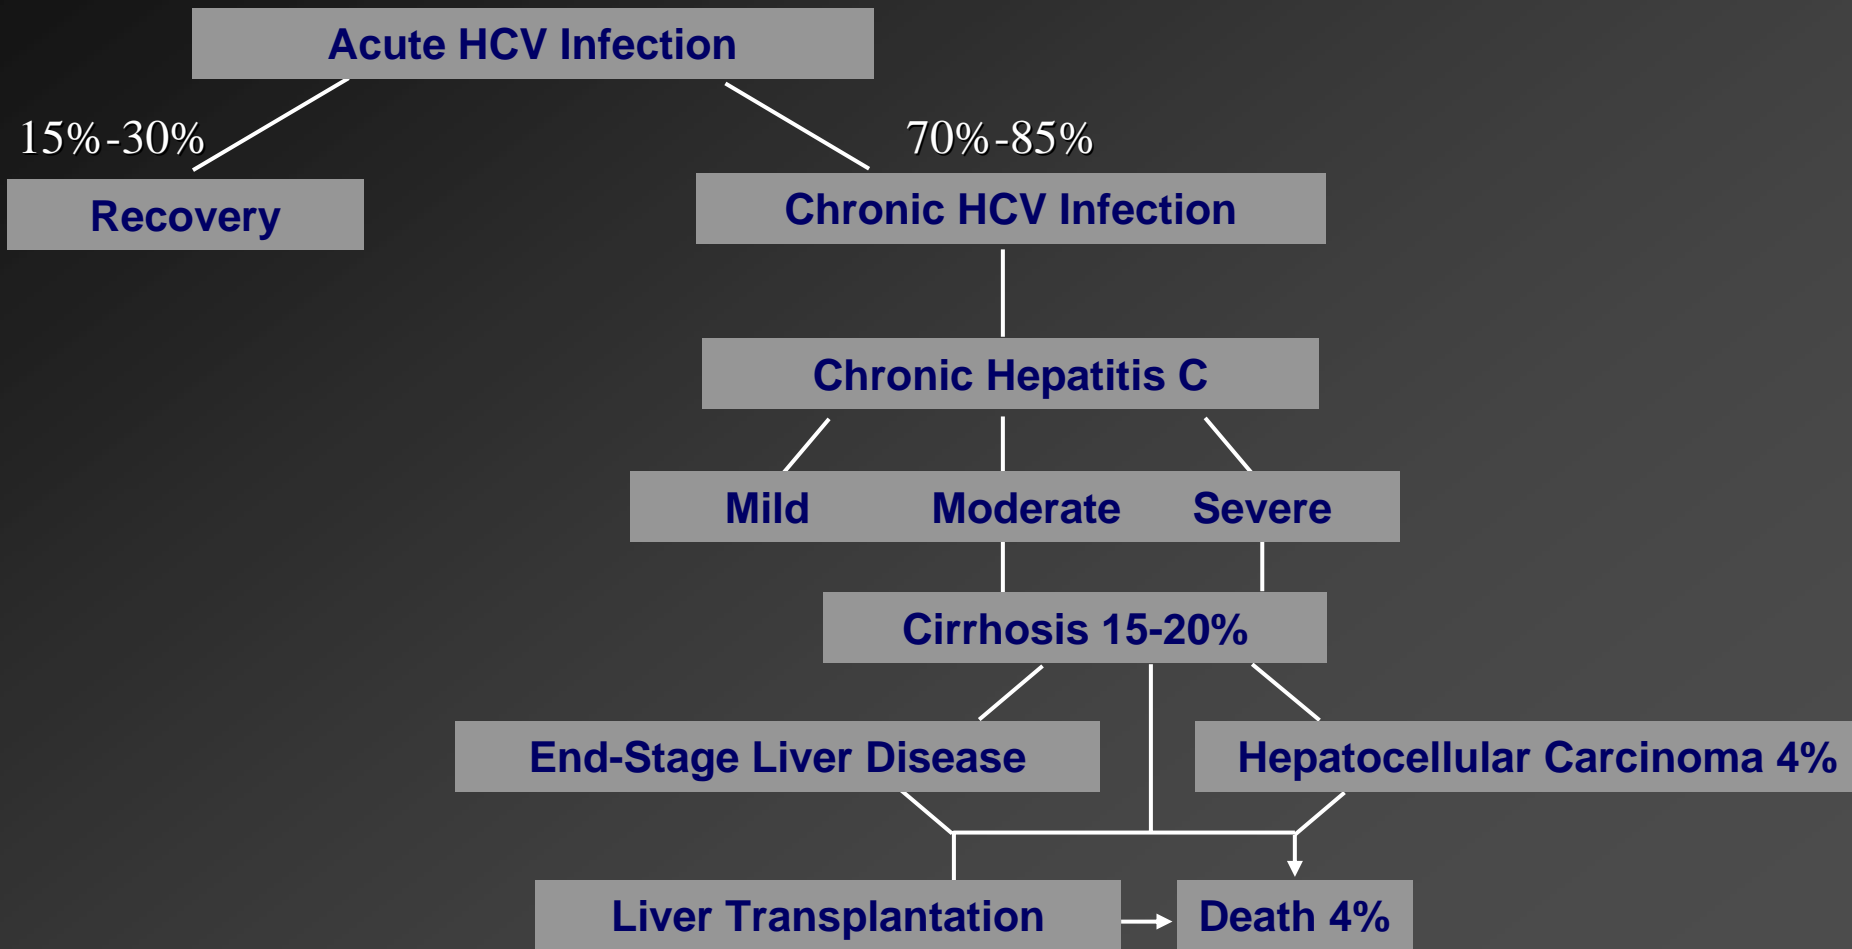 Acute HCV Infection
15%-30%
70%-85%
Recovery
Chronic HCV Infection
Chronic Hepatitis C
Mild Moderate Severe
Cirrhosis 15-20%
End-Stage Liver Disease
Hepatocellular Carcinoma 4%
Liver Transplantation
Death 4%